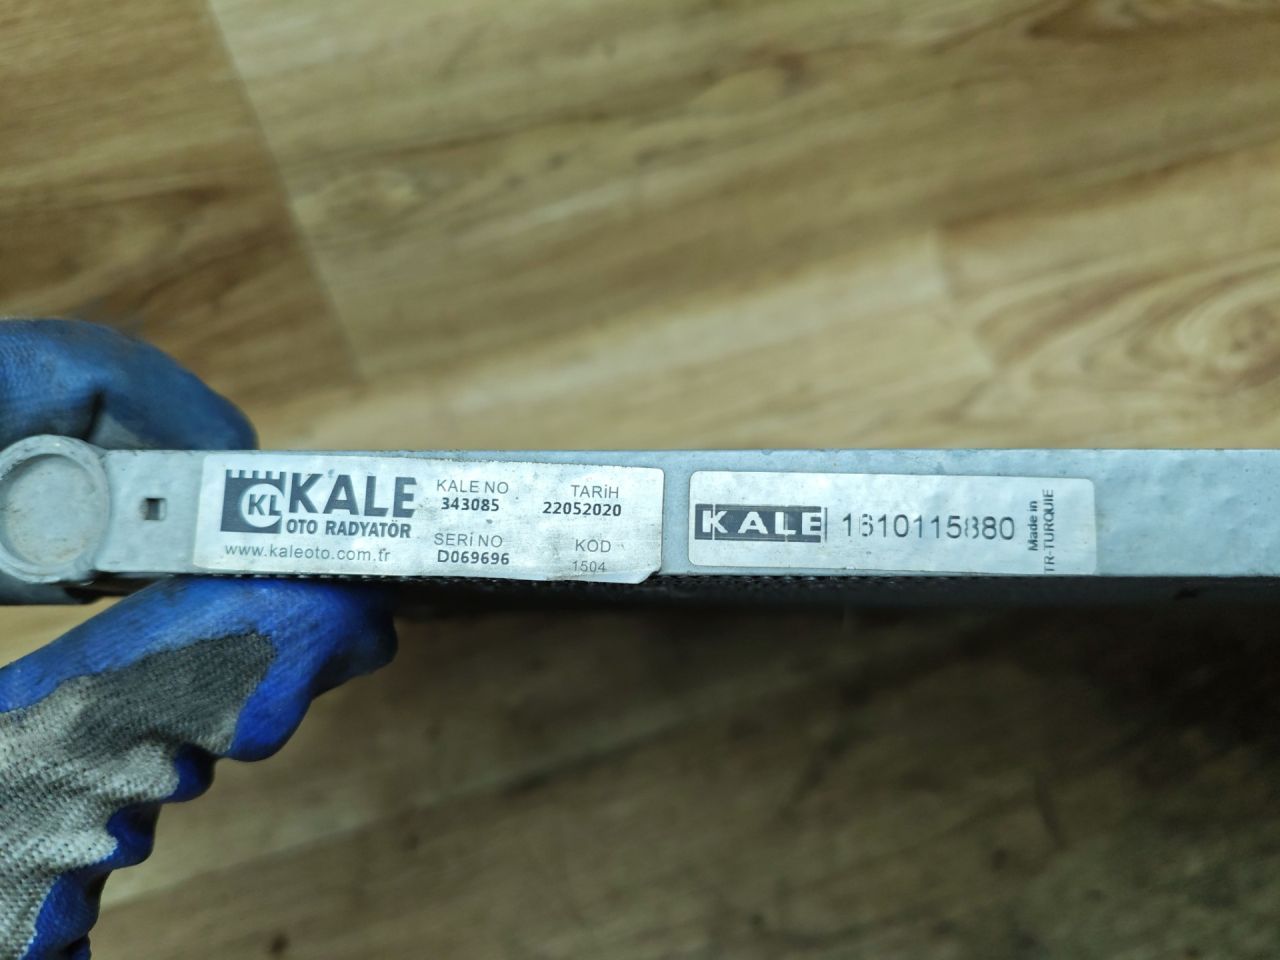 KL KALE
OTO RADYATÖR
www.kaleoto.com.tr
KALE NO
343085
TARİH
22052020
SERİ NO
D069696
KOD
1504
KALE 1610115880
Made in
TR-TURQUIE